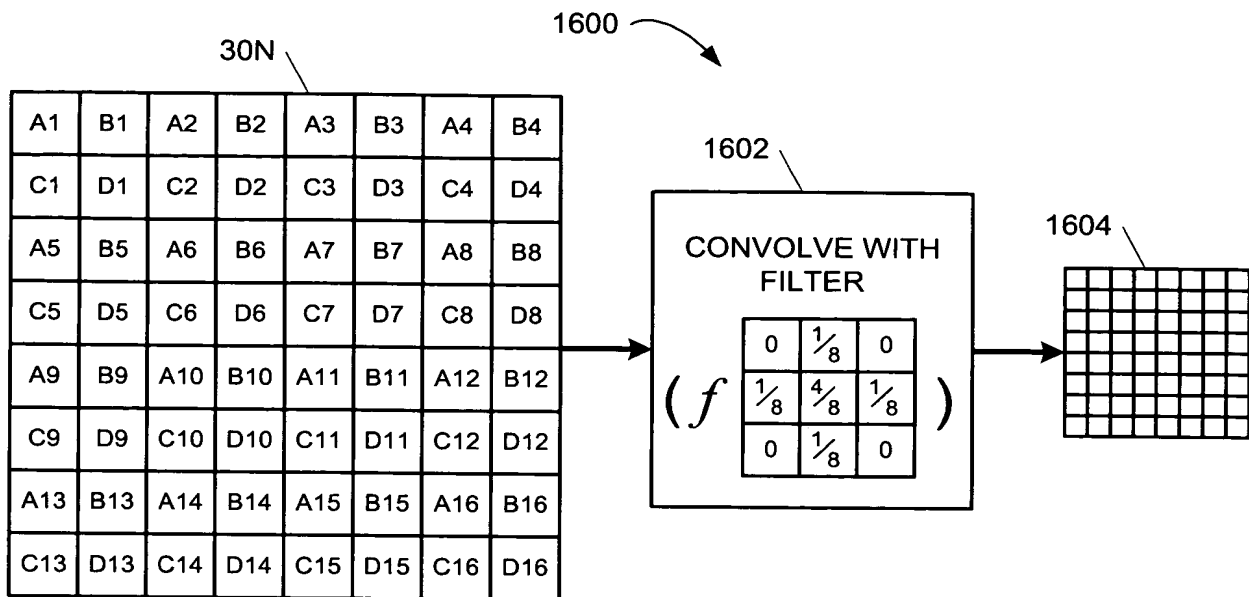 1600
30N
A1 B1 A2 B2 A3 B3 A4 B4
C1 D1 C2 D2 C3 D3 C4 D4
A5 B5 A6 B6 A7 B7 A8 B8
C5 D5 C6 D6 C7 D7 C8 D8
A9 B9 A10 B10 A11 B11 A12 B12
C9 D9 C10 D10 C11 D11 C12 D12
A13 B13 A14 B14 A15 B15 A16 B16
C13 D13 C14 D14 C15 D15 C16 D16
1602
CONVOLVE WITH
FILTER
0 1/8 0
( f 1/8 4/8 1/8 )
0 1/8 0
1604